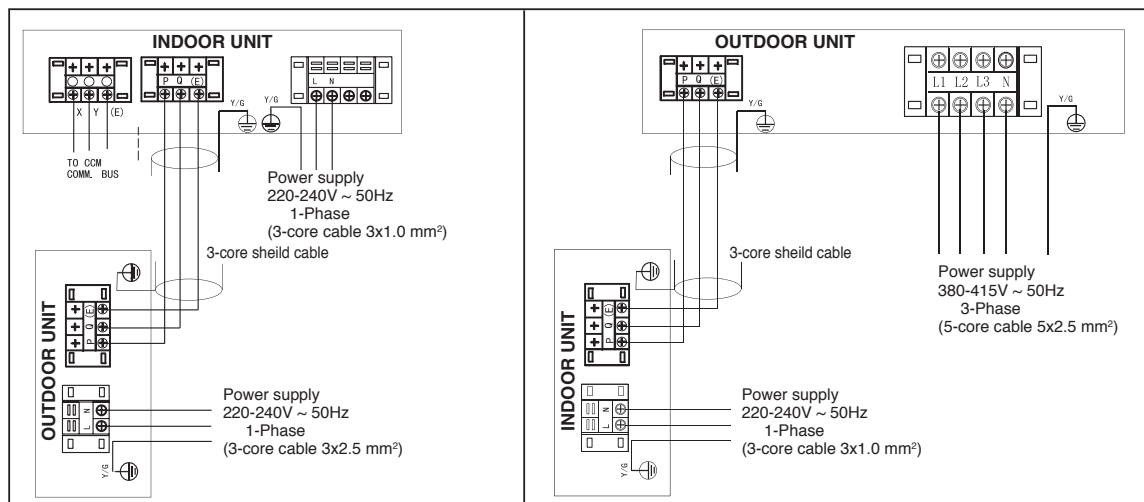 INDOOR UNIT
P Q (E)
L N
X Y (E)
Y/G
Y/G
TO CCM
COMM. BUS
Power supply
220-240V ~ 50Hz
1-Phase
(3-core cable 3x1.0 mm²)
3-core sheild cable
OUTDOOR UNIT
P Q (E)
L N
Y/G
Power supply
220-240V ~ 50Hz
1-Phase
(3-core cable 3x2.5 mm²)
OUTDOOR UNIT
P Q (E)
L1 L2 L3 N
Y/G
Y/G
3-core sheild cable
Power supply
380-415V ~ 50Hz
3-Phase
(5-core cable 5x2.5 mm²)
INDOOR UNIT
P Q (E)
L N
Y/G
Power supply
220-240V ~ 50Hz
1-Phase
(3-core cable 3x1.0 mm²)